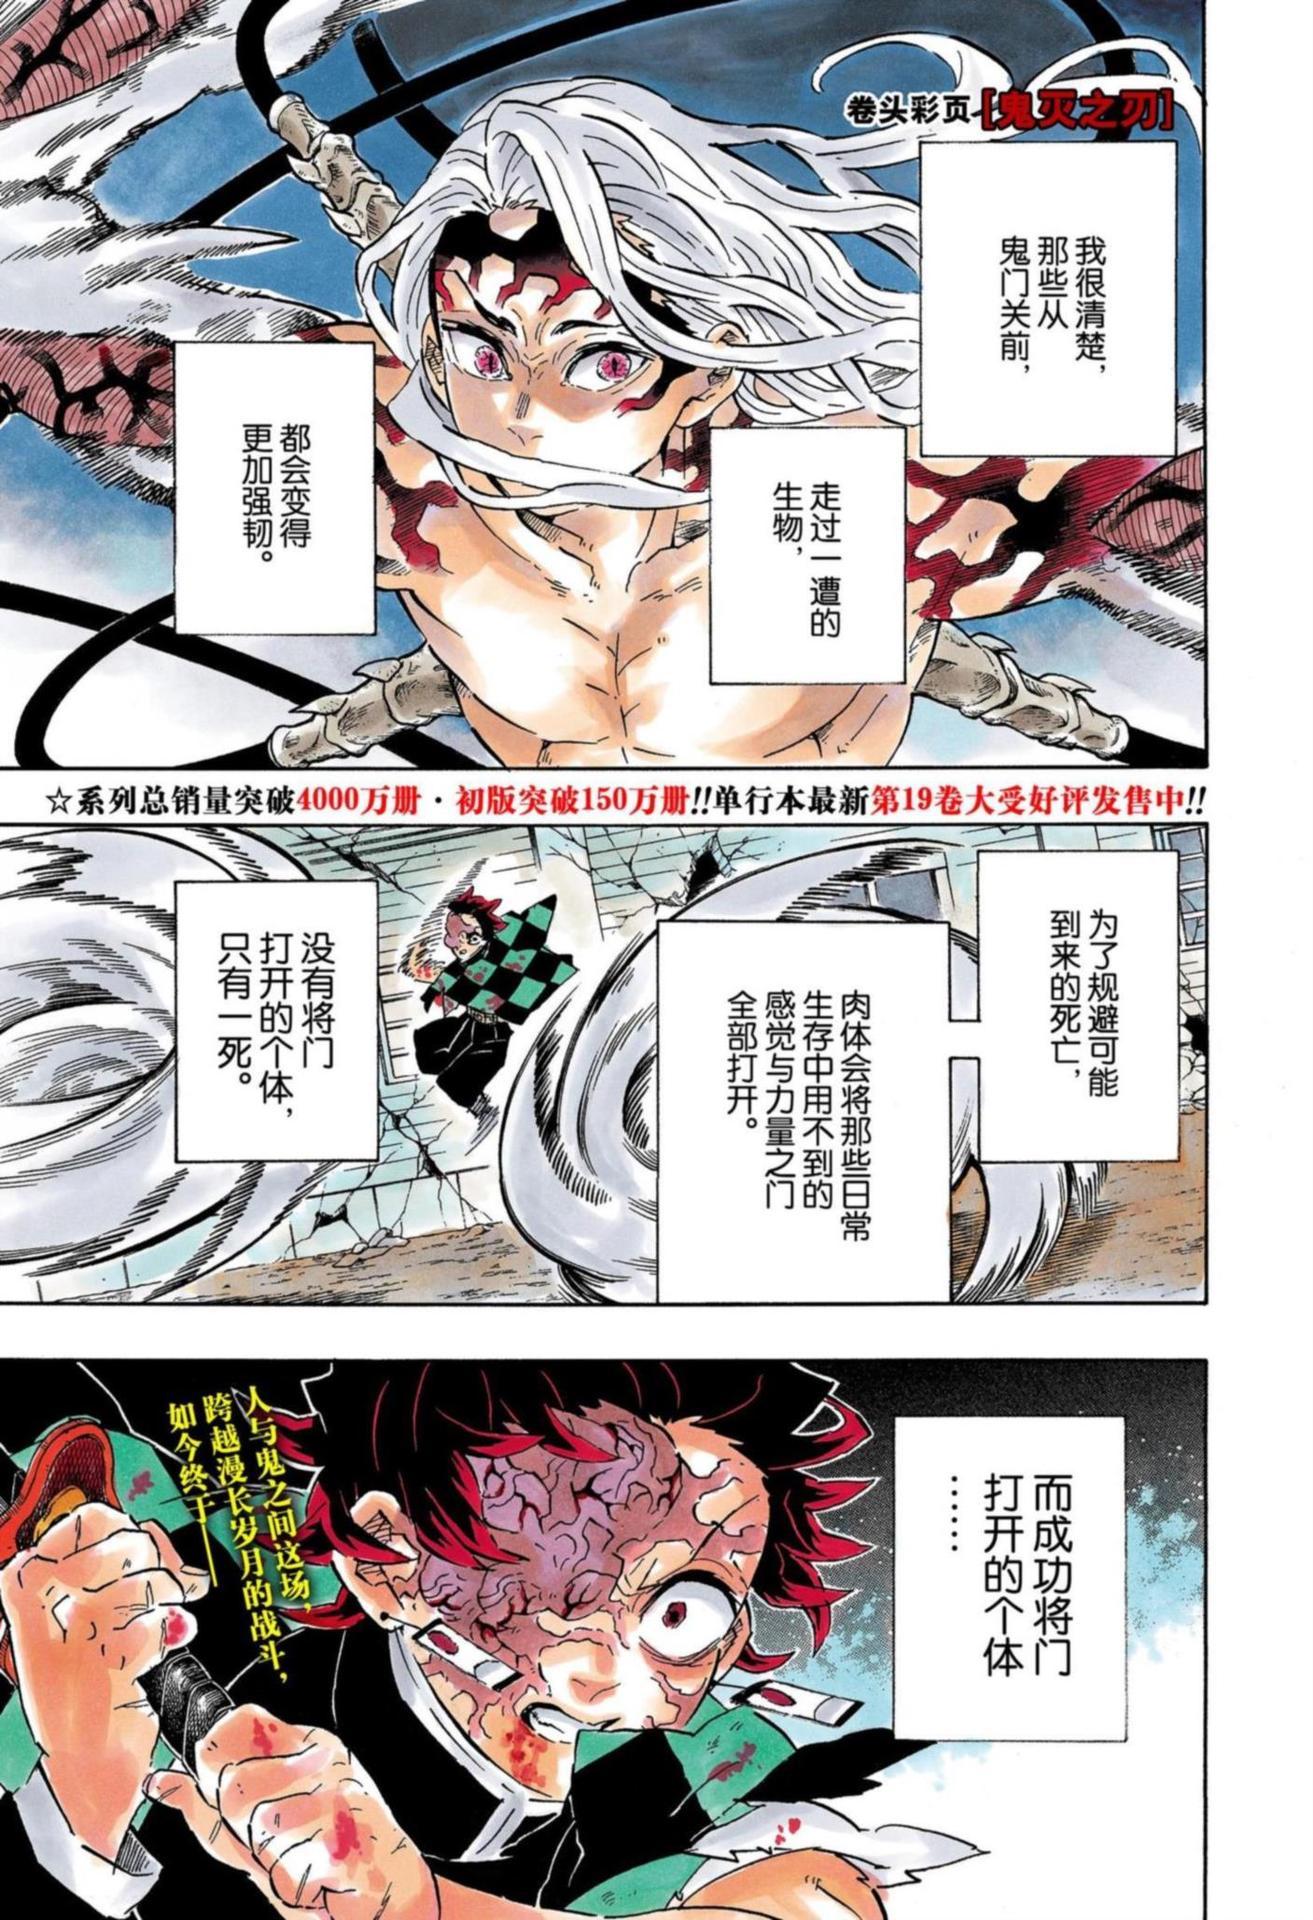 卷头彩页[鬼灭之刃]
我很清楚，
那些从
鬼门关前，
走过一遭的
生物，
都会变得
更加强韧。
☆系列总销量突破4000万册·初版突破150万册!!单行本最新第19卷大受好评发售中!!
为了规避可能
到来的死亡，
肉体会将那些日常
生存中用不到的
感觉与力量之门
全部打开。
没有将门
打开的个体，
只有一死。
而成功将门
打开的个体
……
人与鬼之间这场，
跨越漫长岁月的战斗，
如今终于——